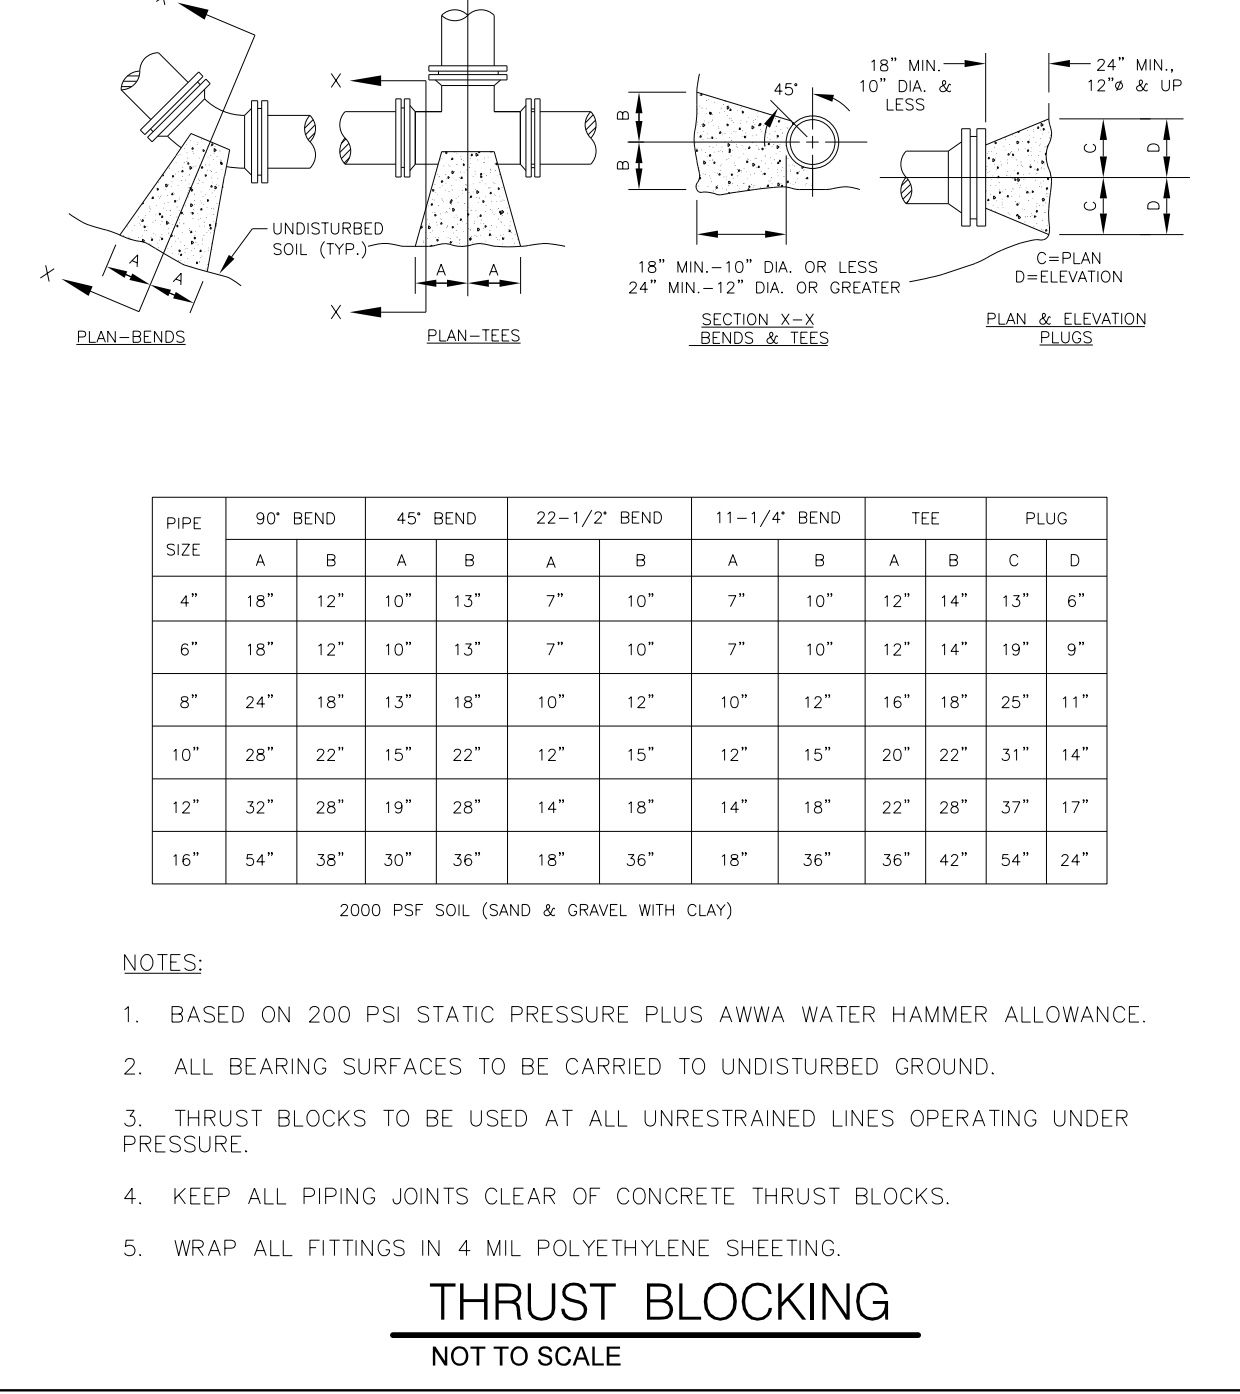 X
X
X
A
A
UNDISTURBED
SOIL (TYP.)
PLAN-BENDS
X
X
A
A
PLAN-TEES
B
B
45°
18" MIN.-10" DIA. OR LESS
24" MIN.-12" DIA. OR GREATER
SECTION X-X
BENDS & TEES
18" MIN.
10" DIA. &
LESS
24" MIN.,
12"ø & UP
C
C
D
D
C=PLAN
D=ELEVATION
PLAN & ELEVATION
PLUGS
PIPE SIZE 90° BEND 45° BEND 22-1/2° BEND 11-1/4° BEND TEE PLUG
A B A B A B A B A B C D
4" 18" 12" 10" 13" 7" 10" 7" 10" 12" 14" 13" 6"
6" 18" 12" 10" 13" 7" 10" 7" 10" 12" 14" 19" 9"
8" 24" 18" 13" 18" 10" 12" 10" 12" 16" 18" 25" 11"
10" 28" 22" 15" 22" 12" 15" 12" 15" 20" 22" 31" 14"
12" 32" 28" 19" 28" 14" 18" 14" 18" 22" 28" 37" 17"
16" 54" 38" 30" 36" 18" 36" 18" 36" 36" 42" 54" 24"
2000 PSF SOIL (SAND & GRAVEL WITH CLAY)
NOTES:
1. BASED ON 200 PSI STATIC PRESSURE PLUS AWWA WATER HAMMER ALLOWANCE.
2. ALL BEARING SURFACES TO BE CARRIED TO UNDISTURBED GROUND.
3. THRUST BLOCKS TO BE USED AT ALL UNRESTRAINED LINES OPERATING UNDER
PRESSURE.
4. KEEP ALL PIPING JOINTS CLEAR OF CONCRETE THRUST BLOCKS.
5. WRAP ALL FITTINGS IN 4 MIL POLYETHYLENE SHEETING.
THRUST BLOCKING
NOT TO SCALE